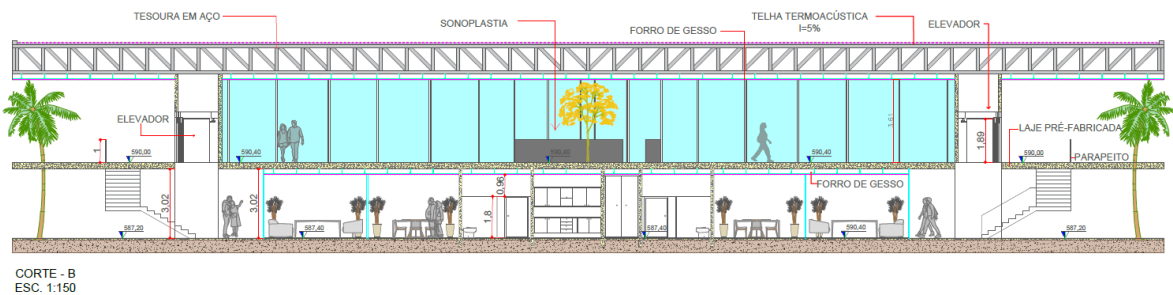 TESOURA EM AÇO
SONOPLASTIA
FORRO DE GESSO
TELHA TERMOACÚSTICA
I=5%
ELEVADOR
ELEVADOR
3,61
1,89
LAJE PRÉ-FABRICADA
1
590,00
590,40
590,40
590,40
590,00
PARAPEITO
FORRO DE GESSO
3,02
3,02
0,96
1,8
587,20
587,40
587,40
590,40
587,20
CORTE - B
ESC. 1:150